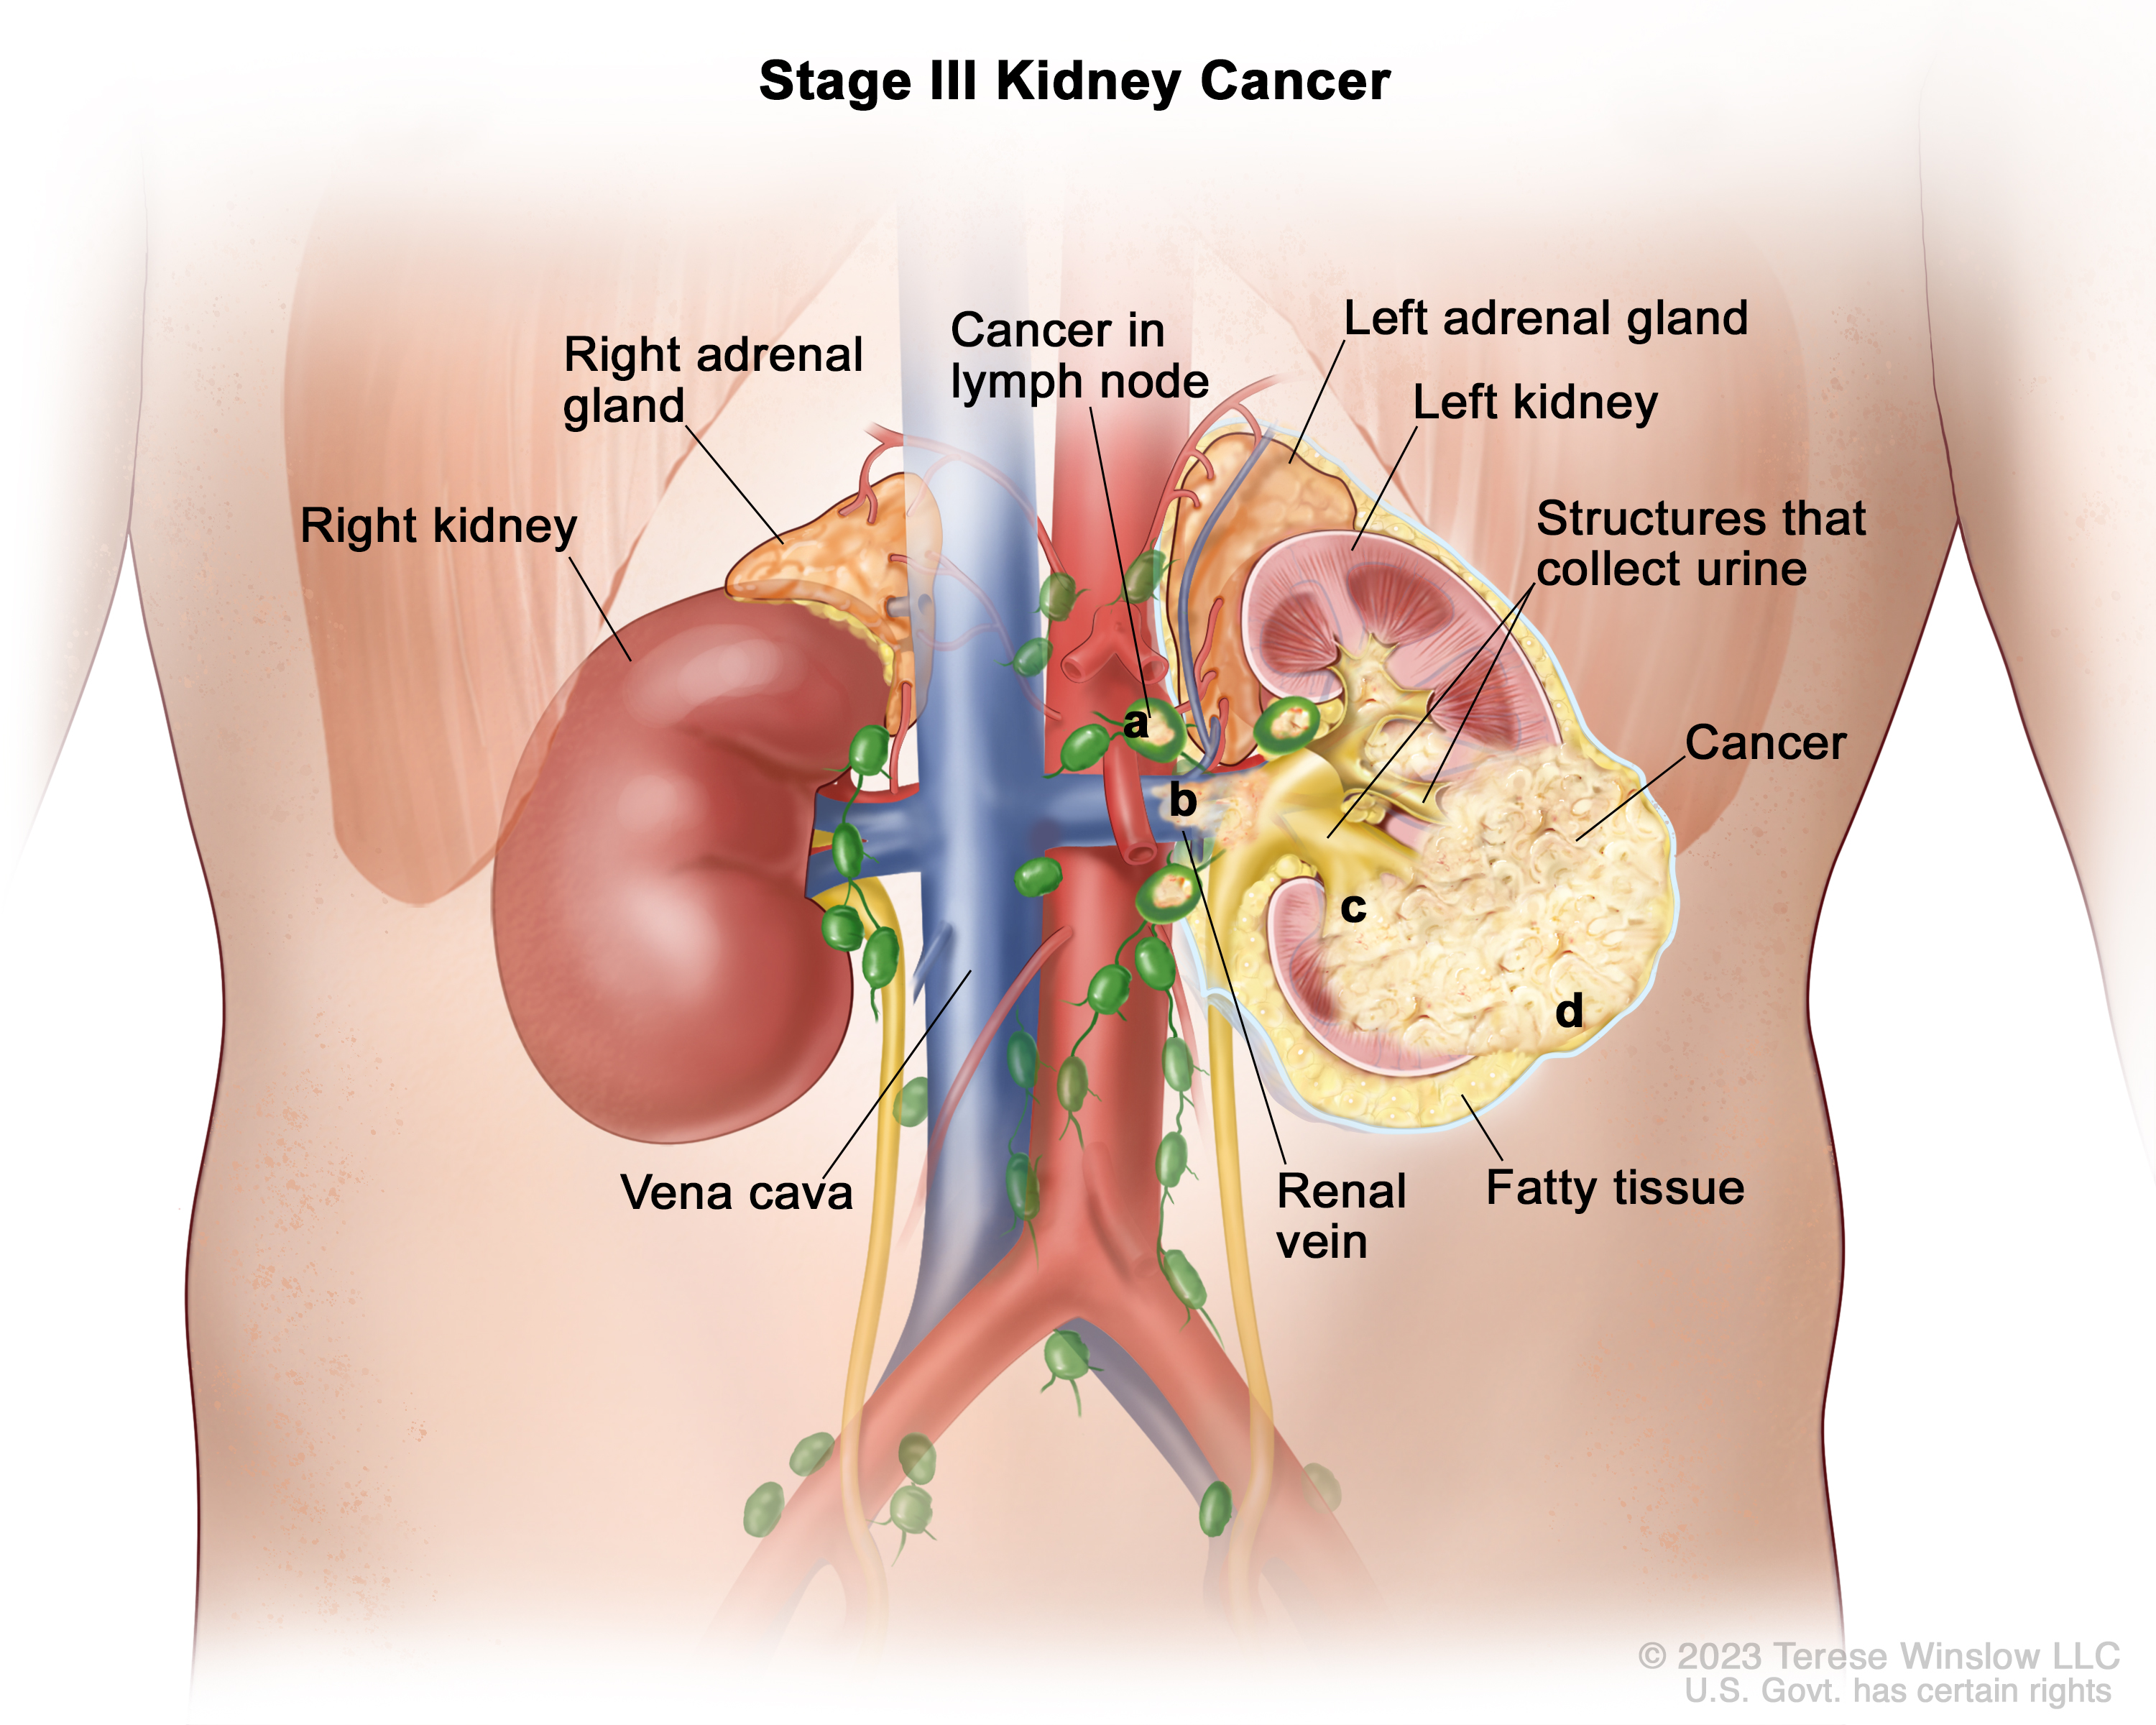 Stage III Kidney Cancer
Left adrenal gland
Cancer in
lymph node
Right adrenal
gland
Left kidney
Right kidney
Structures that
collect urine
a
Cancer
b
c
d
Vena cava
Renal
vein
Fatty tissue
© 2023 Terese Winslow LLC
U.S. Govt. has certain rights